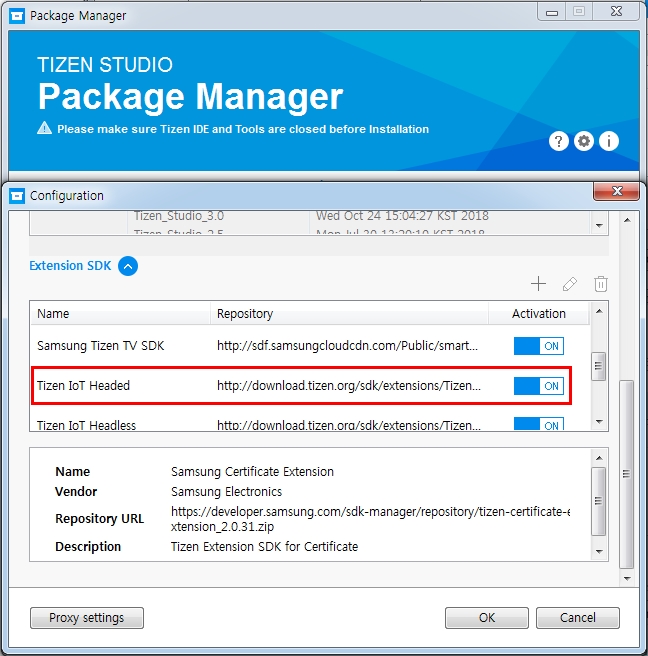 Package Manager
TIZEN STUDIO
Package Manager
Please make sure Tizen IDE and Tools are closed before Installation
Configuration
Tizen_Studio_3.0 Wed Oct 24 15:04:27 KST 2018
Tizen_Studio_2.5 Mon Jul 30 13:20:10 KST 2018
Extension SDK
Name Repository Activation
Samsung Tizen TV SDK http://sdf.samsungcloudcdn.com/Public/smart... ON
Tizen IoT Headed http://download.tizen.org/sdk/extensions/Tizen... ON
Tizen IoT Headless http://download.tizen.org/sdk/extensions/Tizen... ON
Name Samsung Certificate Extension
Vendor Samsung Electronics
Repository URL https://developer.samsung.com/sdk-manager/repository/tizen-certificate-e
xtension_2.0.31.zip
Description Tizen Extension SDK for Certificate
Proxy settings OK Cancel